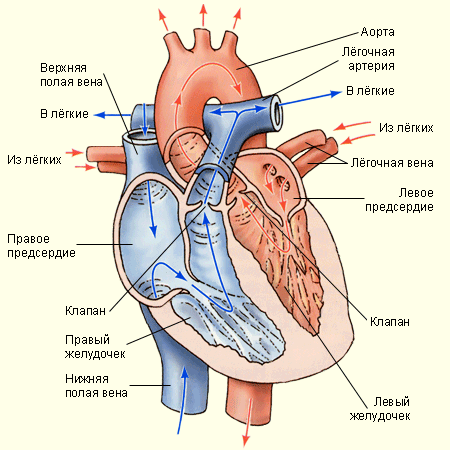 Аорта
Лёгочная
артерия
Верхняя
полая вена
В лёгкие
В лёгкие
Из лёгких
Из лёгких
Лёгочная вена
Левое
предсердие
Правое
предсердие
Клапан
Клапан
Правый
желудочек
Нижняя
полая вена
Левый
желудочек